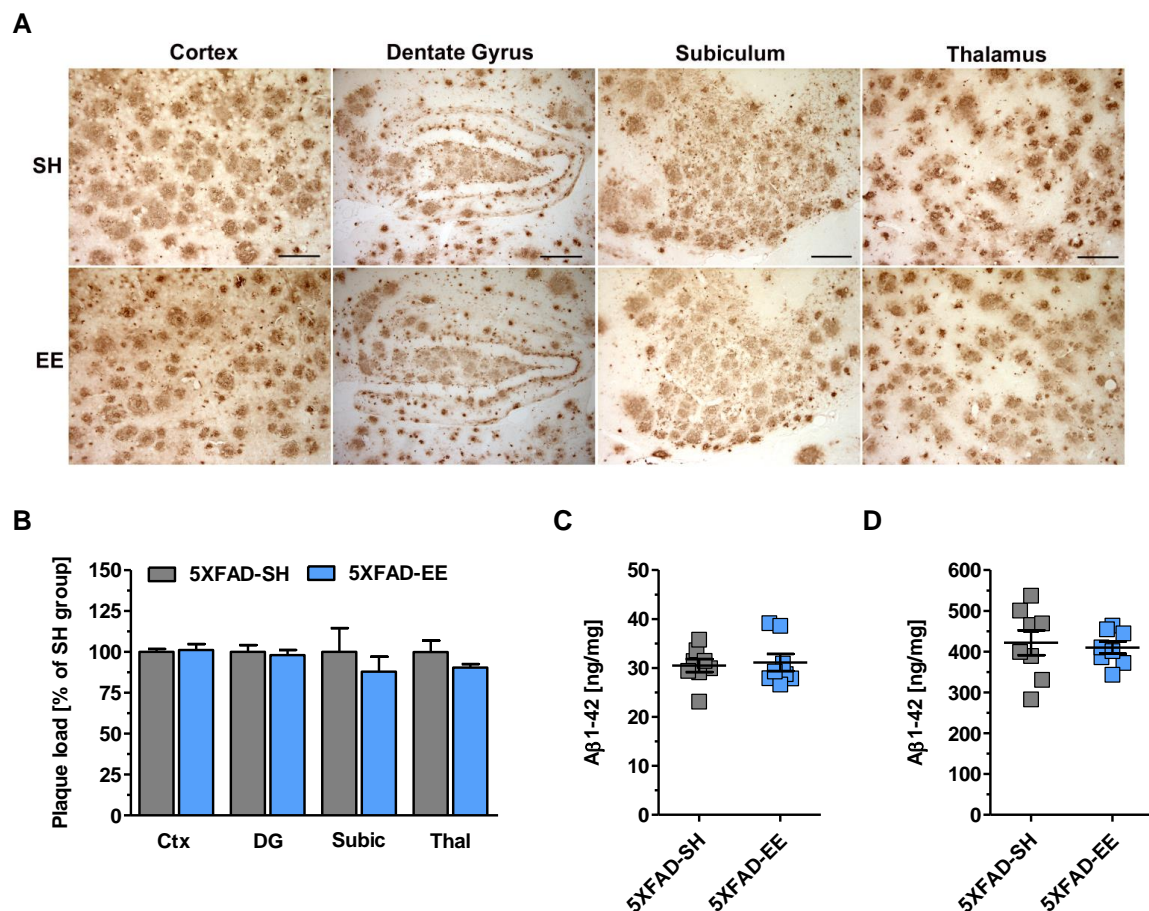 A
Cortex Dentate Gyrus Subiculum Thalamus
SH
EE
B
Plaque load [% of SH group]
150
125
100
75
50
25
0
5XFAD-SH 5XFAD-EE
Ctx DG Subic Thal
C
Aβ1-42 [ng/mg]
50
40
30
20
10
0
5XFAD-SH 5XFAD-EE
D
Aβ1-42 [ng/mg]
600
500
400
300
200
100
0
5XFAD-SH 5XFAD-EE